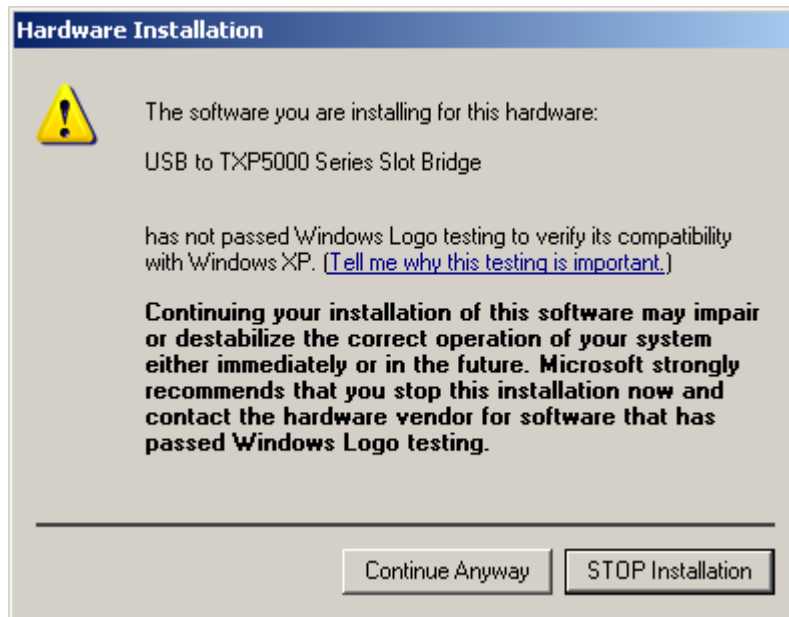 Hardware Installation
The software you are installing for this hardware:
USB to TXP5000 Series Slot Bridge
has not passed Windows Logo testing to verify its compatibility
with Windows XP. (Tell me why this testing is important.)
Continuing your installation of this software may impair
or destabilize the correct operation of your system
either immediately or in the future. Microsoft strongly
recommends that you stop this installation now and
contact the hardware vendor for software that has
passed Windows Logo testing.
Continue Anyway STOP Installation